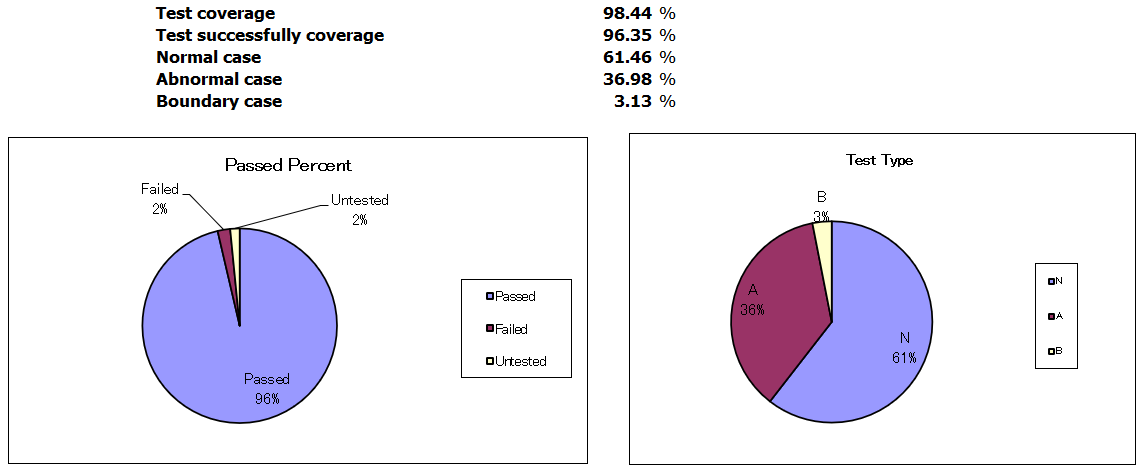 Test coverage 98.44 %
Test successfully coverage 96.35 %
Normal case 61.46 %
Abnormal case 36.98 %
Boundary case 3.13 %
Passed Percent
Failed
2%
Untested
2%
Passed
96%
Passed
Failed
Untested
Test Type
B
3%
A
36%
N
61%
N
A
B